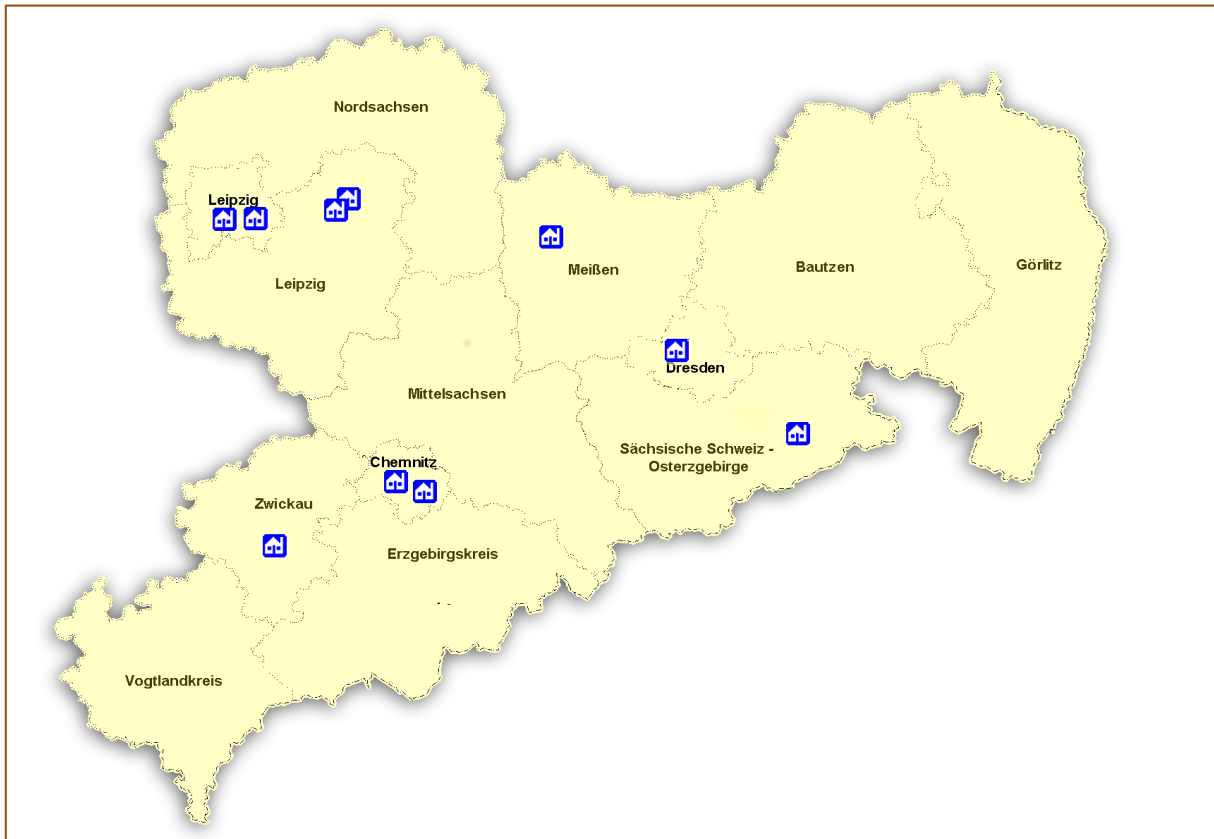 Nordsachsen
Leipzig
Leipzig
Meißen
Bautzen
Görlitz
Dresden
Mittelsachsen
Sächsische Schweiz -
Osterzgebirge
Chemnitz
Zwickau
Erzgebirgskreis
Vogtlandkreis